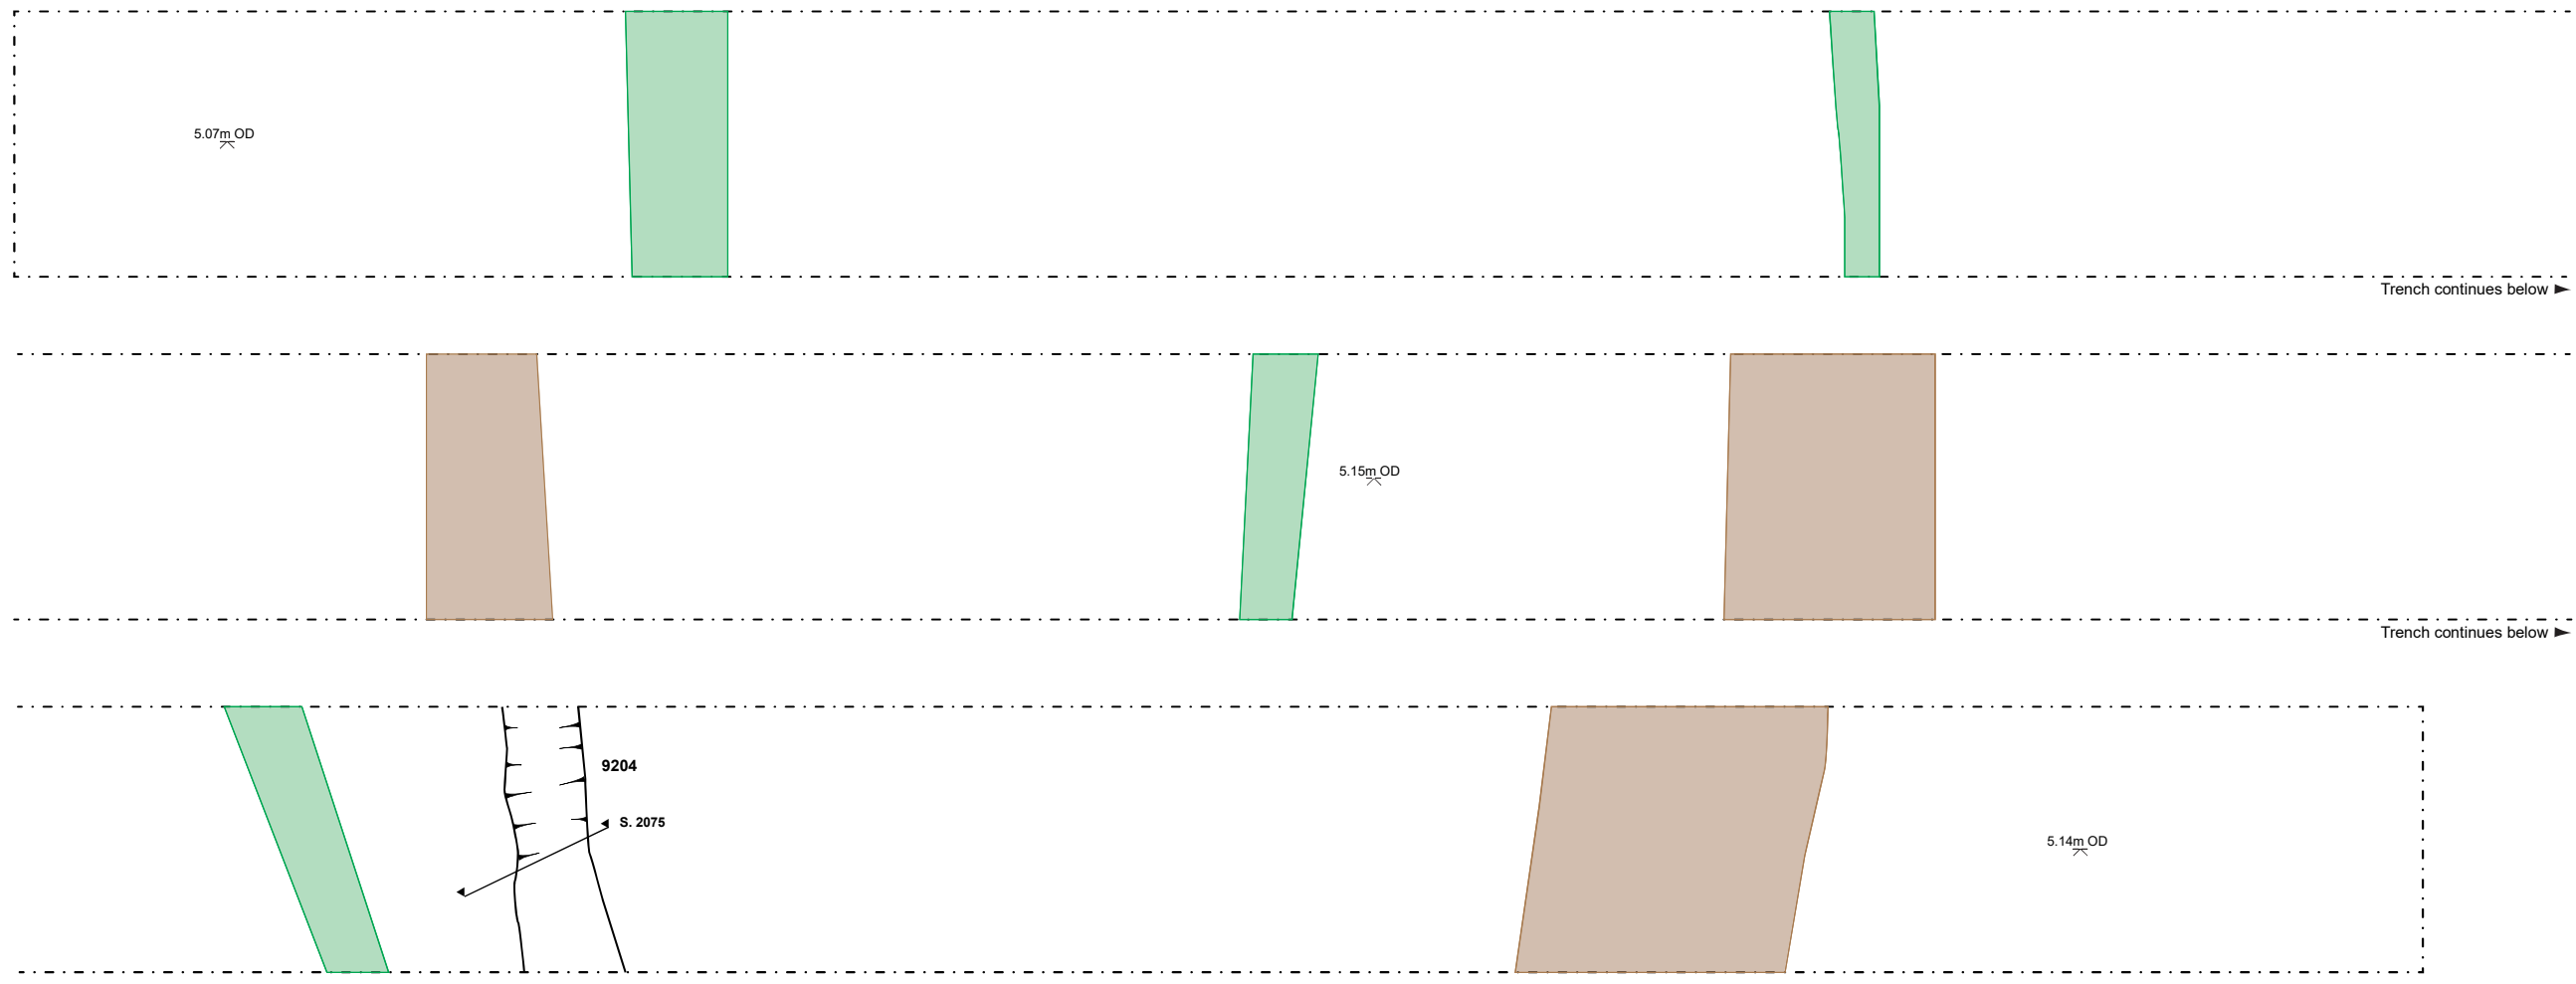 5.07m OD
Trench continues below ►
5.15m OD
Trench continues below ►
9204
S. 2075
5.14m OD